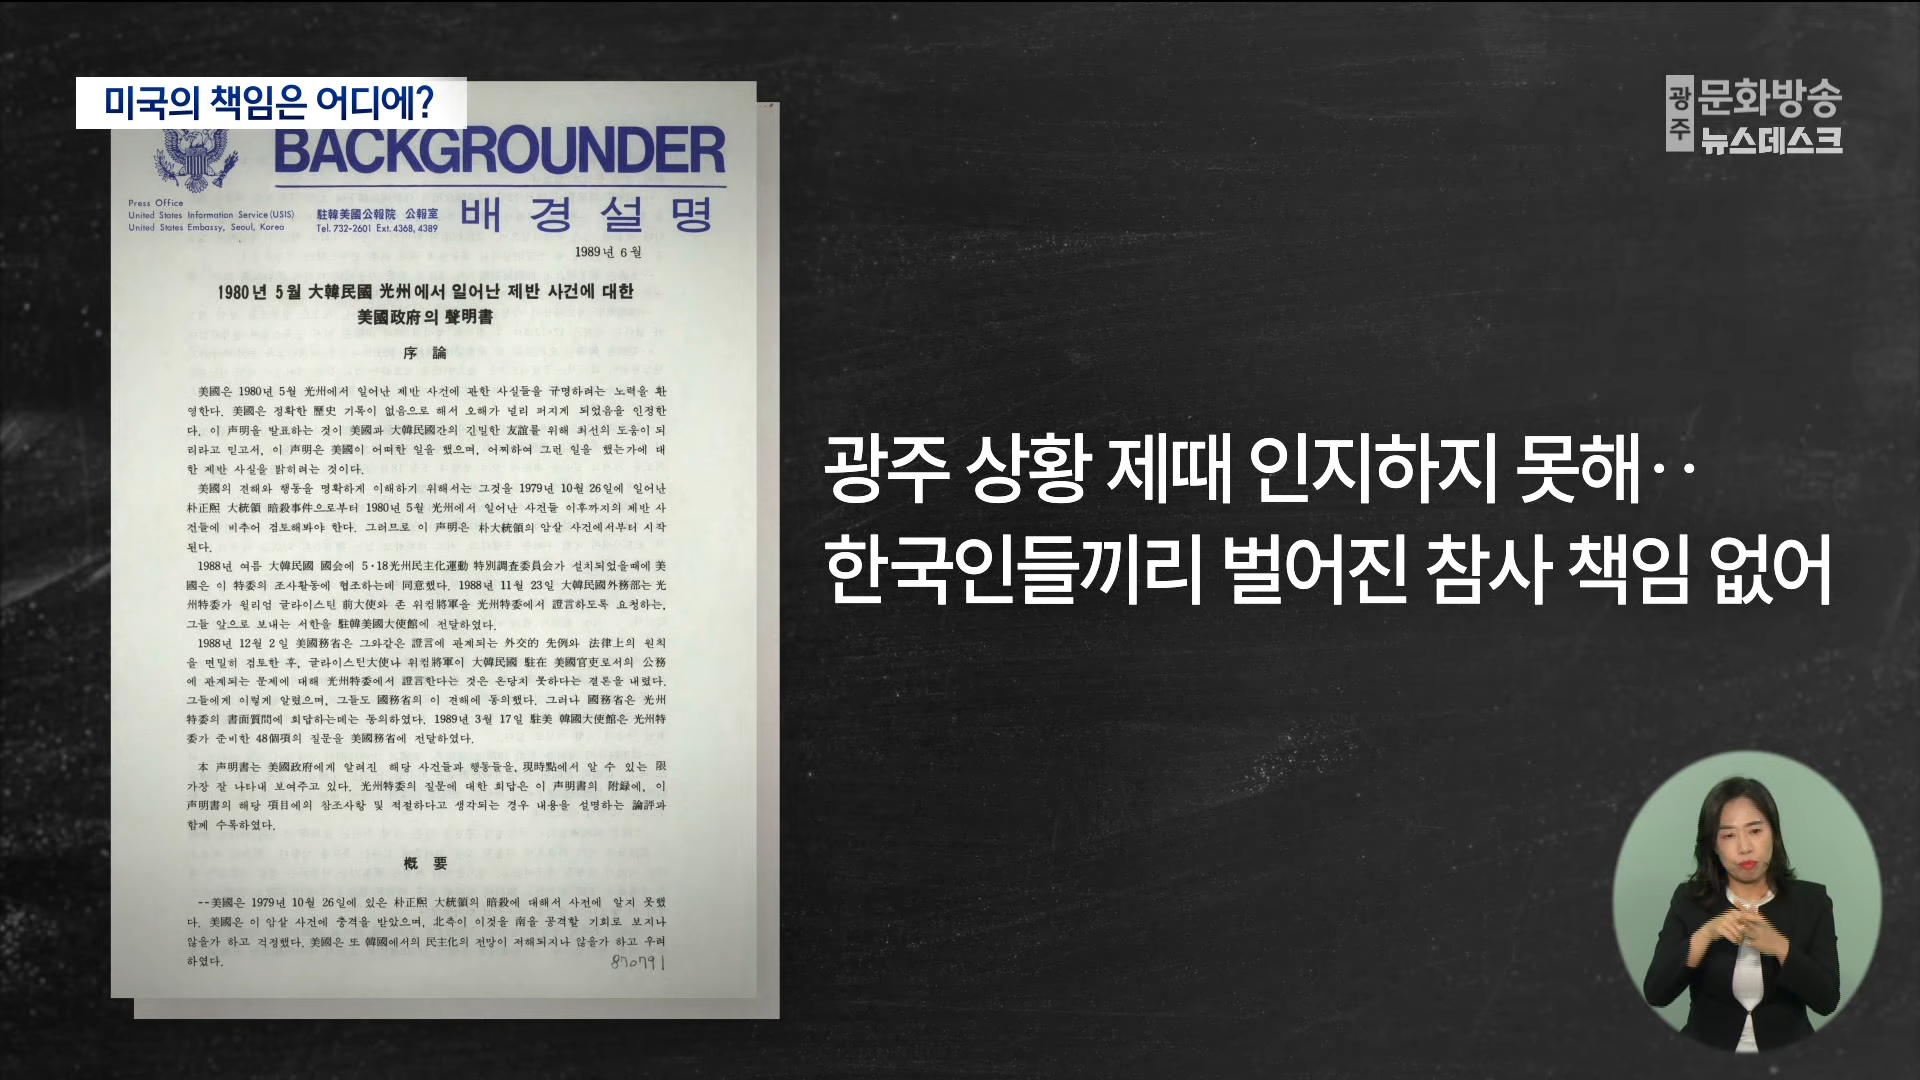 미국의 책임은 어디에?
광주
문화방송
뉴스데스크
BACKGROUNDER
Press Office
United States Information Service (USIS)
United States Embassy, Seoul, Korea
駐韓美國公報院 公報室
Tel. 732-2601 Ext. 4368, 4389
배경설명
1989년 6월
1980년 5월 大韓民國 光州에서 일어난 제반 사건에 대한
美國政府의 聲明書
序 論
美國은 1980년 5월 光州에서 일어난 제반 사건에 관한 사실들을 규명하려는 노력을 환
영한다. 美國은 정확한 歷史 기록이 없음으로 해서 오해가 널리 퍼지게 되었음을 인정한
다. 이 声明을 발표하는 것이 美國과 大韓民國간의 긴밀한 友誼를 위해 최선의 도움이 되
리라고 믿고서, 이 声明은 美國이 어떠한 일을 했으며, 어찌하여 그런 일을 했는가에 대
한 제반 사실을 밝히려는 것이다.
美國의 견해와 행동을 명확하게 이해하기 위해서는 그것을 1979년 10월 26일에 일어난
朴正熙 大統領 暗殺事件으로부터 1980년 5월 光州에서 일어난 사건들 이후까지의 제반 사
건들에 비추어 검토해봐야 한다. 그러므로 이 声明은 朴大統領의 암살 사건에서부터 시작
된다.
1988년 여름 大韓民國 國会에 5·18光州民主化運動 特別調査委員会가 설치되었을때에 美
國은 이 特委의 조사활동에 협조하는데 同意했다. 1988년 11월 23일 大韓民國外務部는 光
州特委가 윌리엄 글라이스틴 前大使와 존 위컴將軍을 光州特委에서 證言하도록 요청하는,
그들 앞으로 보내는 서한을 駐韓美國大使館에 전달하였다.
1988년 12월 2일 美國務省은 그와같은 證言에 관계되는 外交的 先例와 法律上의 원칙
을 면밀히 검토한 후, 글라이스틴大使나 위컴將軍이 大韓民國 駐在 美國官吏로서의 公務
에 관계되는 문제에 대해 光州特委에서 證言한다는 것은 온당치 못하다는 결론을 내렸다.
그들에게 이렇게 알렸으며, 그들도 國務省의 이 견해에 동의했다. 그러나 國務省은 光州
特委의 書面質問에 회답하는데는 동의하였다. 1989년 3월 17일 駐美 韓國大使館은 光州特
委가 준비한 48個項의 질문을 美國務省에 전달하였다.
本 声明書는 美國政府에게 알려진 해당 사건들과 행동들을, 現時點에서 알 수 있는 限
가장 잘 나타내 보여주고 있다. 光州特委의 질문에 대한 회답은 이 声明書의 附録에, 이
声明書의 해당 項目에의 참조사항 및 적절하다고 생각되는 경우 내용을 설명하는 論評과
함께 수록하였다.
槪 要
--美國은 1979년 10월 26일에 있은 朴正熙 大統領의 暗殺에 대해서 사전에 알지 못했
다. 美國은 이 암살 사건에 충격을 받았으며, 北측이 이것을 南을 공격할 기회로 보지나
않을가 하고 걱정했다. 美國은 또 韓國에서의 民主化의 전망이 저해되지나 않을가 하고 우려
하였다.
870791
광주 상황 제때 인지하지 못해··
한국인들끼리 벌어진 참사 책임 없어